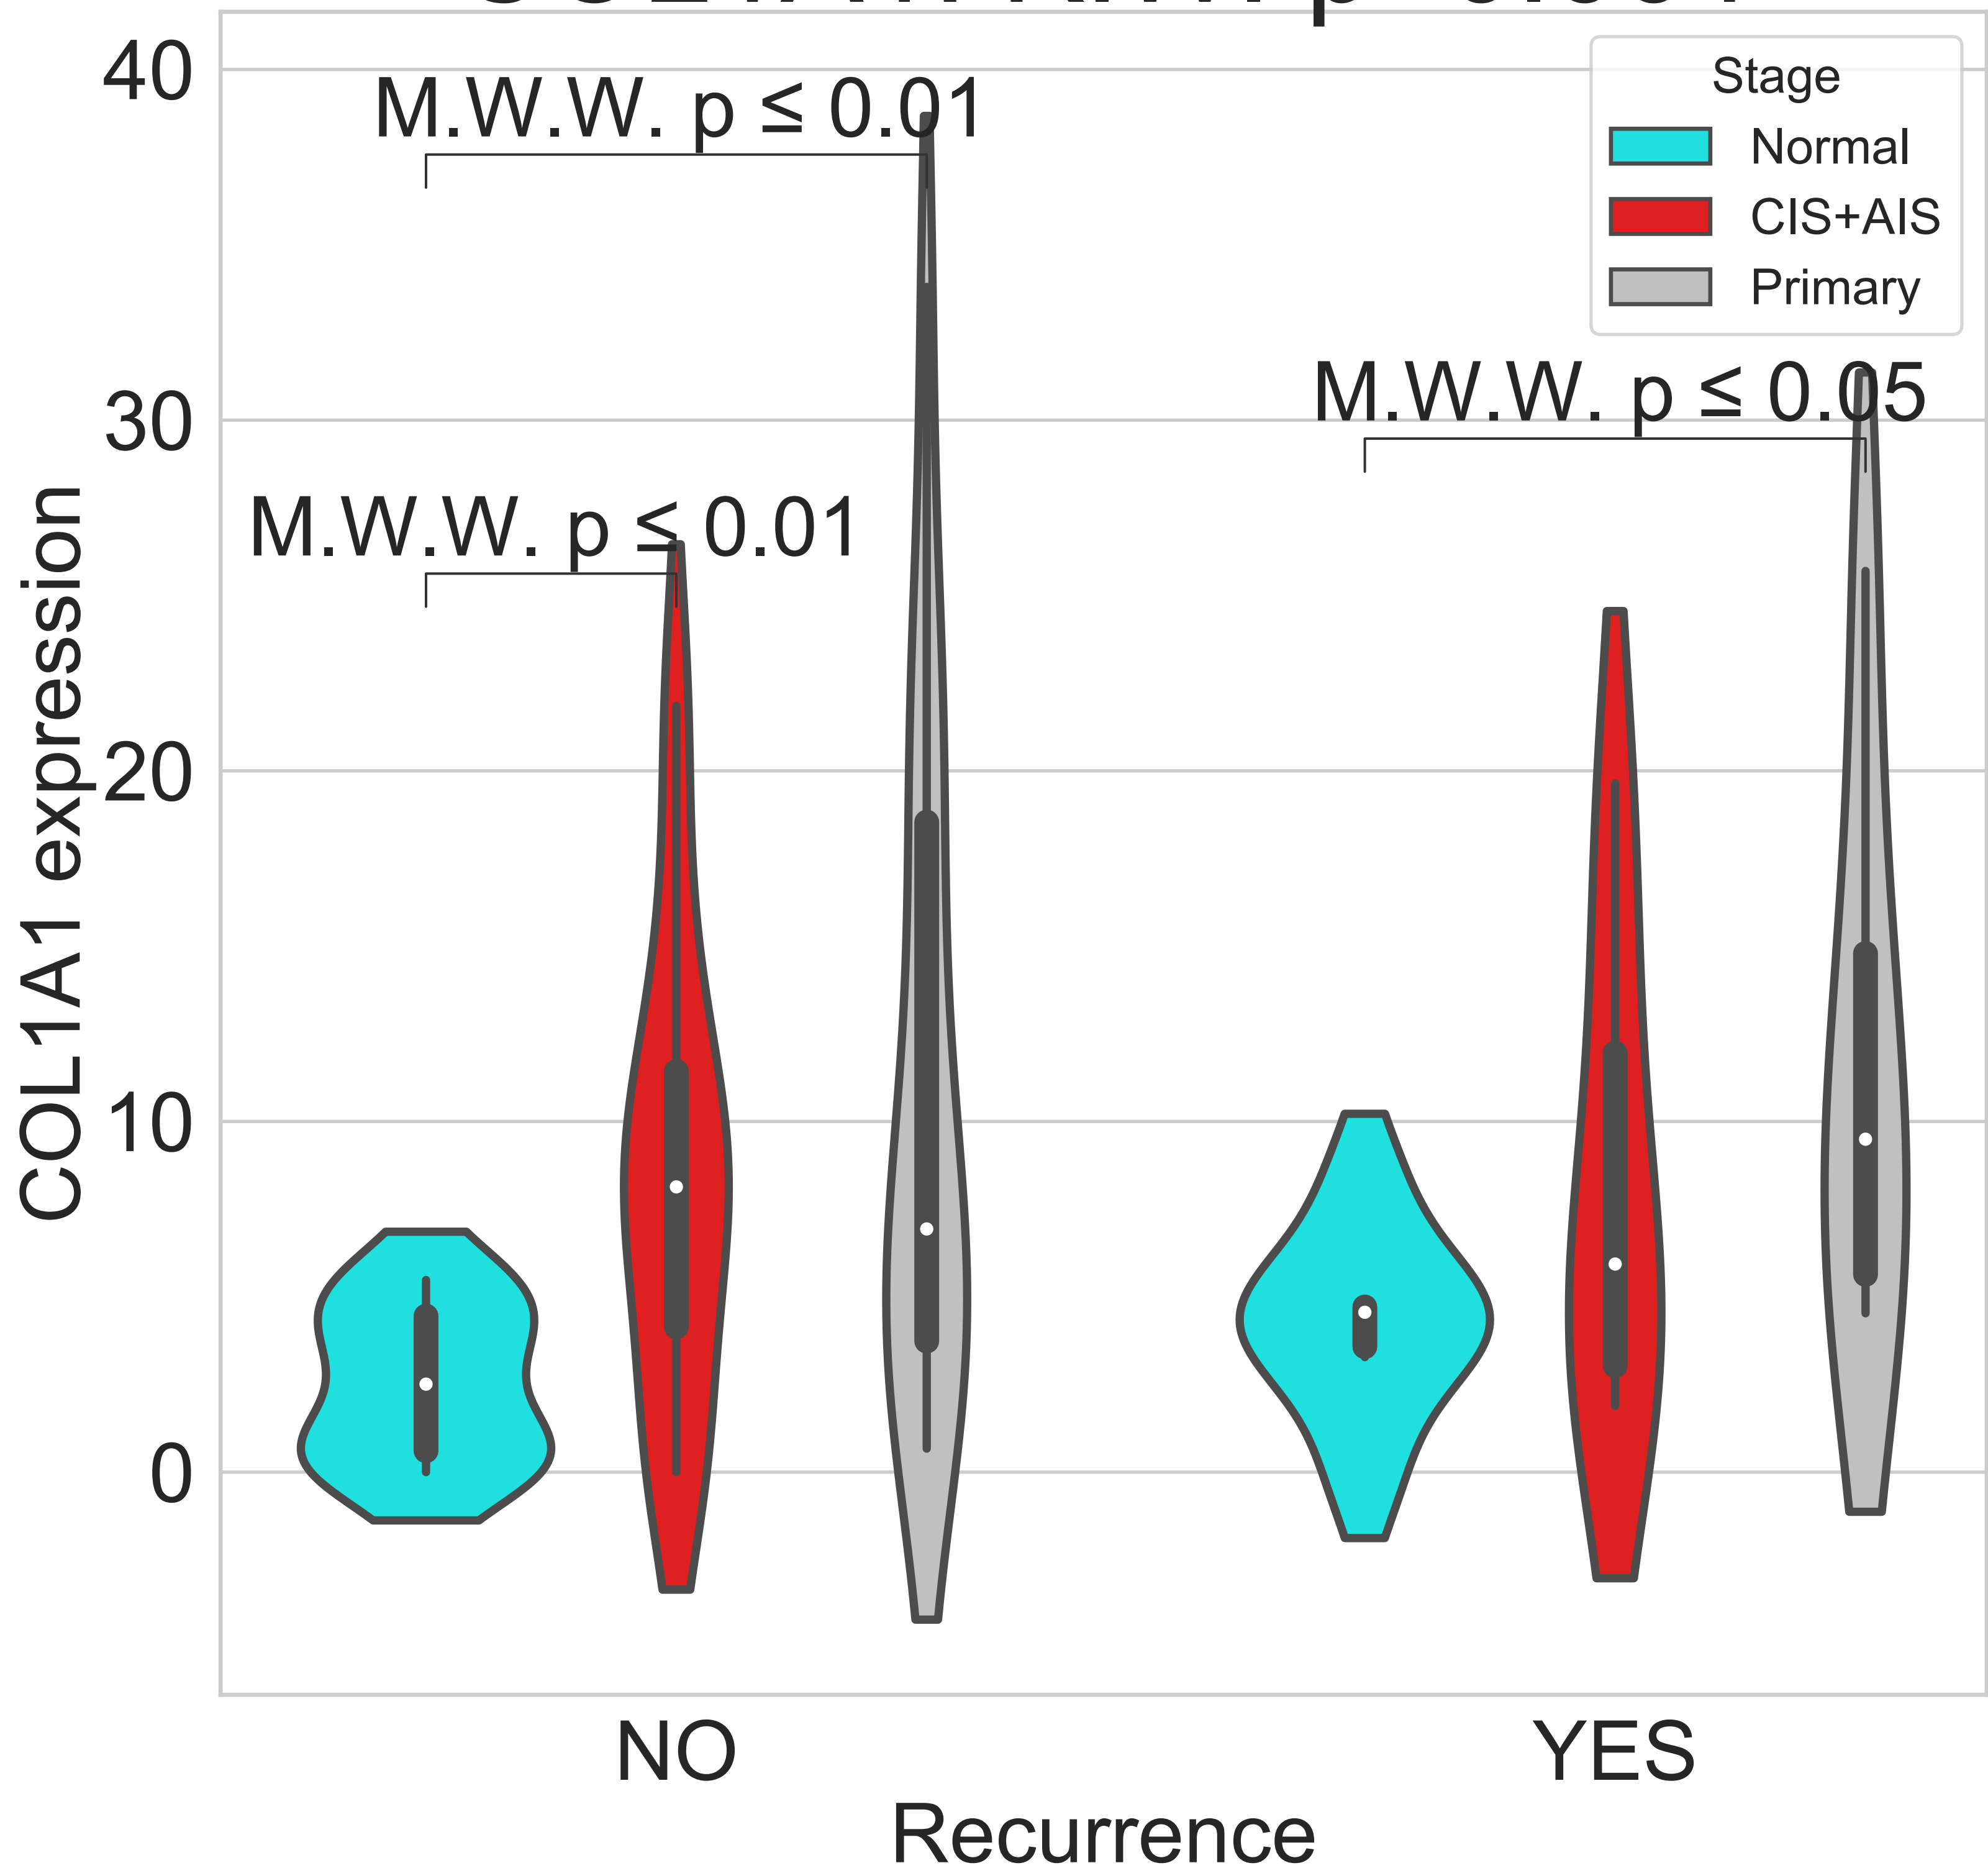 40
M.W.W. p ≤ 0.01
Stage
Normal
CIS+AIS
Primary
30
M.W.W. p ≤ 0.05
M.W.W. p ≤ 0.01
COL1A1 expression
20
10
0
NO
YES
Recurrence